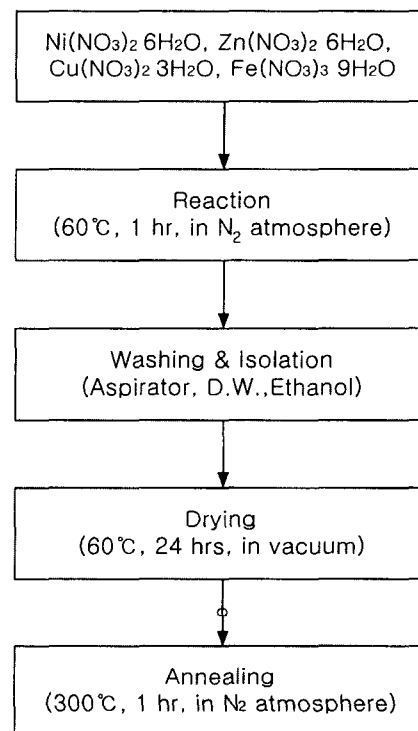 Ni(NO₃)₂ 6H₂O, Zn(NO₃)₂ 6H₂O,
Cu(NO₃)₂ 3H₂O, Fe(NO₃)₃ 9H₂O
Reaction
(60℃, 1 hr, in N₂ atmosphere)
Washing & Isolation
(Aspirator, D.W.,Ethanol)
Drying
(60℃, 24 hrs, in vacuum)
Annealing
(300℃, 1 hr, in N₂ atmosphere)